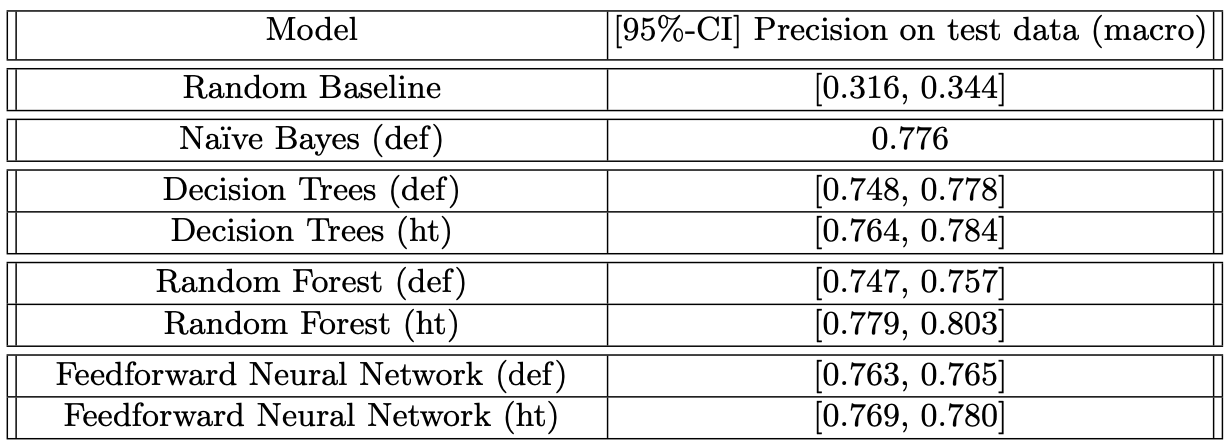 Model [95%-CI] Precision on test data (macro)
Random Baseline [0.316, 0.344]
Naïve Bayes (def) 0.776
Decision Trees (def) [0.748, 0.778]
Decision Trees (ht) [0.764, 0.784]
Random Forest (def) [0.747, 0.757]
Random Forest (ht) [0.779, 0.803]
Feedforward Neural Network (def) [0.763, 0.765]
Feedforward Neural Network (ht) [0.769, 0.780]